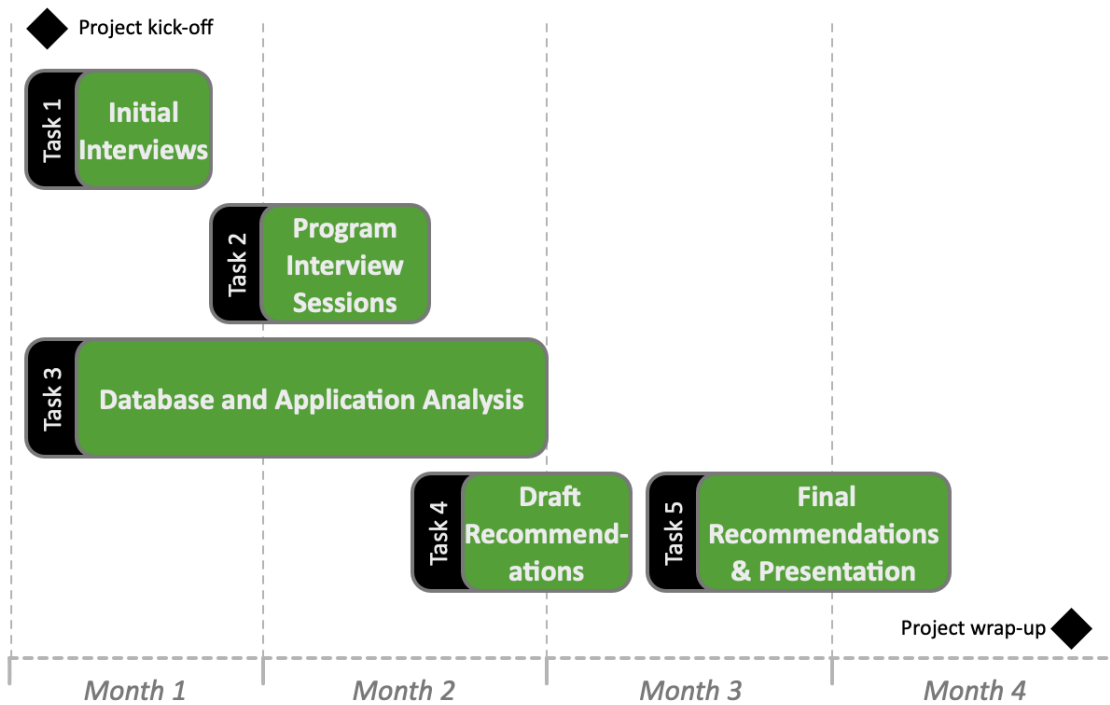 Project kick-off
Task 1
Initial
Interviews
Task 2
Program
Interview
Sessions
Task 3
Database and Application Analysis
Task 4
Draft
Recommend-
ations
Task 5
Final
Recommendations
& Presentation
Project wrap-up
Month 1
Month 2
Month 3
Month 4